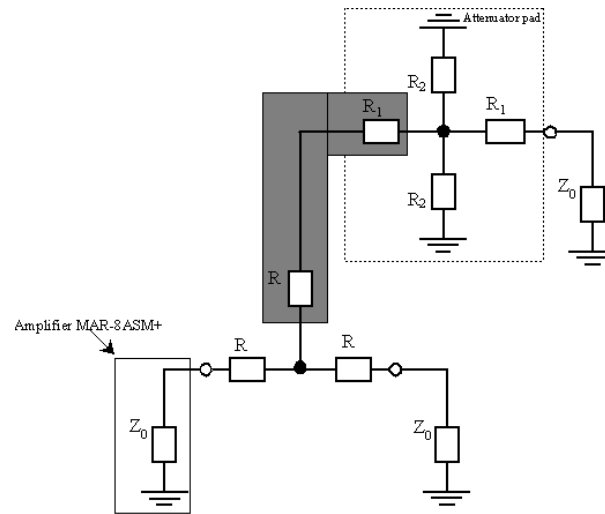 Attenuator pad
R2
R1
R1
Z0
R2
R
Amplifier MAR-8ASM+
R
R
Z0
Z0